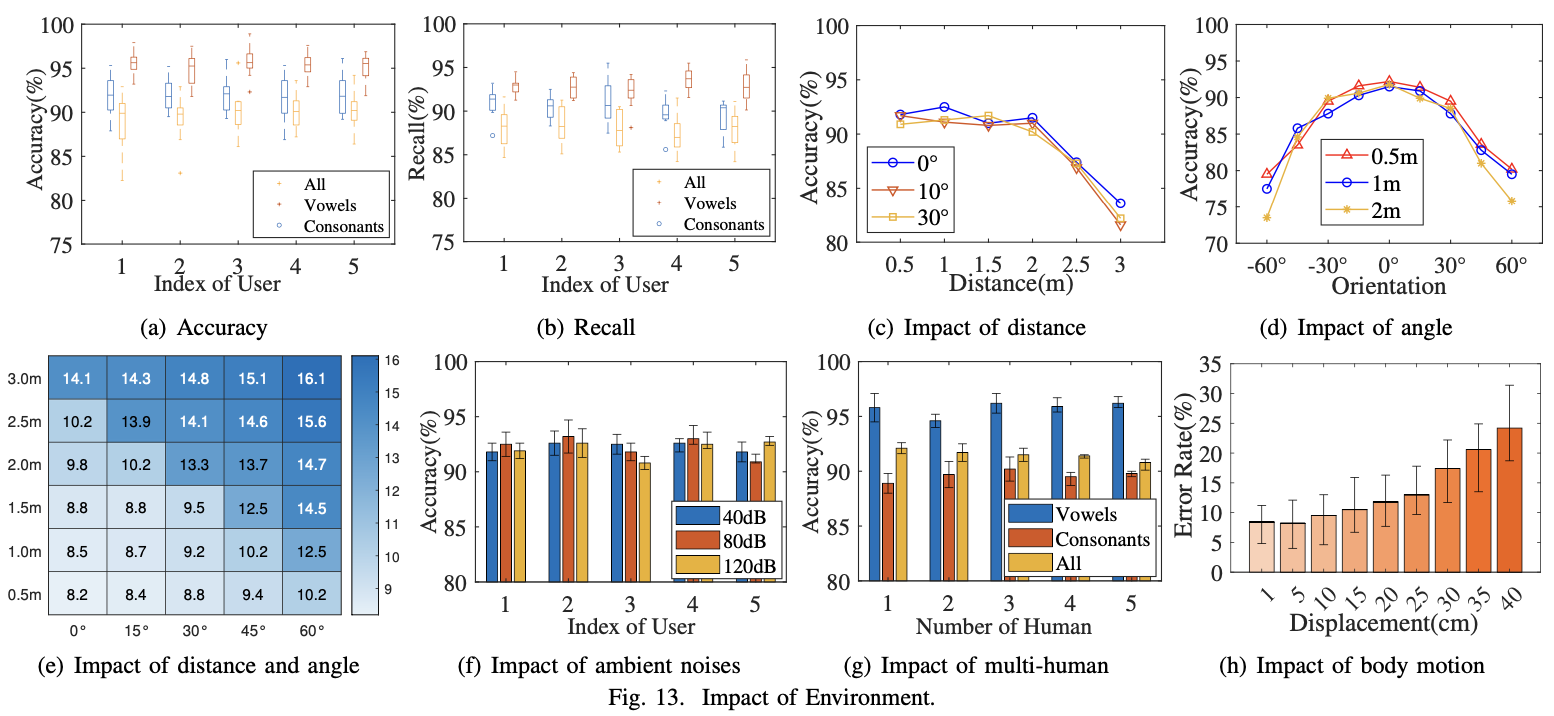 100
95
90
85
80
75
Accuracy(%)
All
Vowels
Consonants
1 2 3 4 5
Index of User
(a) Accuracy
100
95
90
85
80
75
Recall(%)
All
Vowels
Consonants
1 2 3 4 5
Index of User
(b) Recall
100
95
90
85
80
Accuracy(%)
0°
10°
30°
0.5 1 1.5 2 2.5 3
Distance(m)
(c) Impact of distance
100
95
90
85
80
75
70
Accuracy(%)
0.5m
1m
2m
-60° -30° 0° 30° 60°
Orientation
(d) Impact of angle
3.0m 14.1 14.3 14.8 15.1 16.1
2.5m 10.2 13.9 14.1 14.6 15.6
2.0m 9.8 10.2 13.3 13.7 14.7
1.5m 8.8 8.8 9.5 12.5 14.5
1.0m 8.5 8.7 9.2 10.2 12.5
0.5m 8.2 8.4 8.8 9.4 10.2
0° 15° 30° 45° 60°
16
15
14
13
12
11
10
9
(e) Impact of distance and angle
100
95
90
85
80
Accuracy(%)
40dB
80dB
120dB
1 2 3 4 5
Index of User
(f) Impact of ambient noises
100
95
90
85
80
Accuracy(%)
Vowels
Consonants
All
1 2 3 4 5
Number of Human
(g) Impact of multi-human
35
30
25
20
15
10
5
0
Error Rate(%)
1 5 10 15 20 25 30 35 40
Displacement(cm)
(h) Impact of body motion
Fig. 13. Impact of Environment.